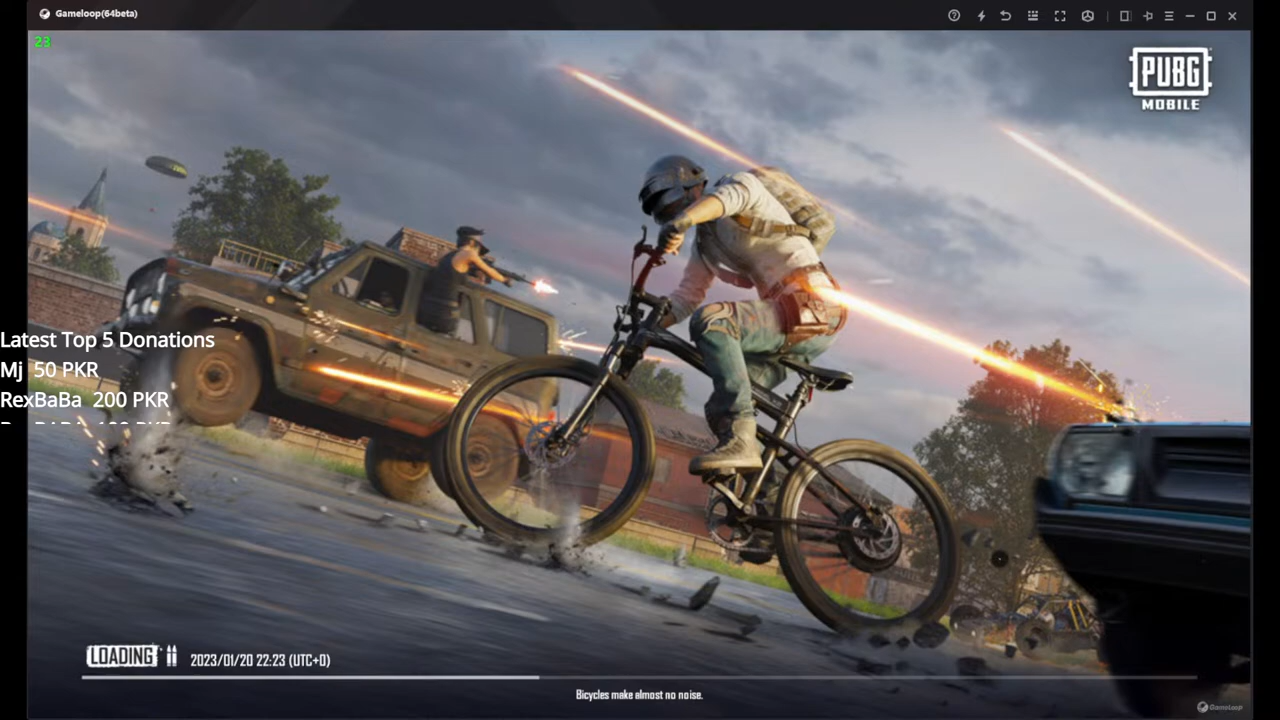 Gameloop(64beta)
23
PUBG
MOBILE
Latest Top 5 Donations
Mj 50 PKR
RexBaBa 200 PKR
LOADING
2023/01/20 22:23 (UTC+0)
Bicycles make almost no noise.
GameLoop